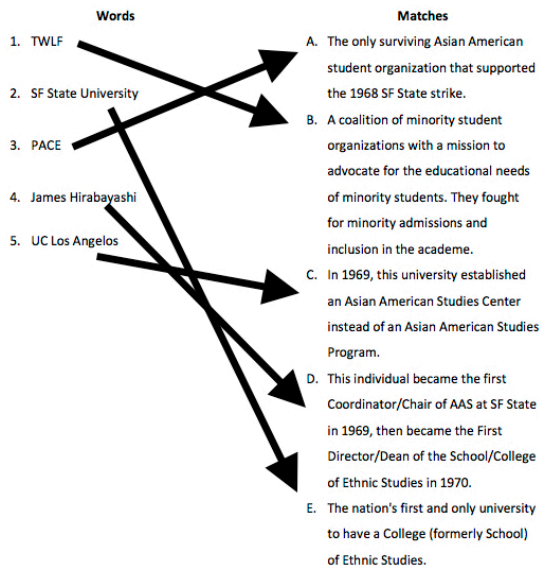 Words
1. TWLF
2. SF State University
3. PACE
4. James Hirabayashi
5. UC Los Angelos
Matches
A. The only surviving Asian American
student organization that supported
the 1968 SF State strike.
B. A coalition of minority student
organizations with a mission to
advocate for the educational needs
of minority students. They fought
for minority admissions and
inclusion in the academe.
C. In 1969, this university established
an Asian American Studies Center
instead of an Asian American Studies
Program.
D. This individual became the first
Coordinator/Chair of AAS at SF State
in 1969, then became the First
Director/Dean of the School/College
of Ethnic Studies in 1970.
E. The nation's first and only university
to have a College (formerly School)
of Ethnic Studies.